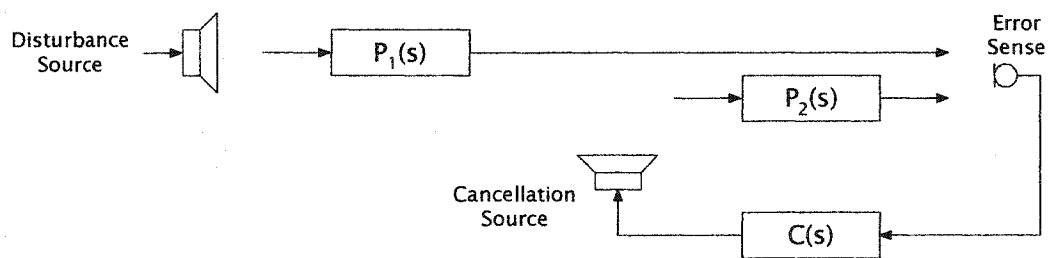 Disturbance
Source
P₁(s)
Error
Sense
P₂(s)
Cancellation
Source
C(s)